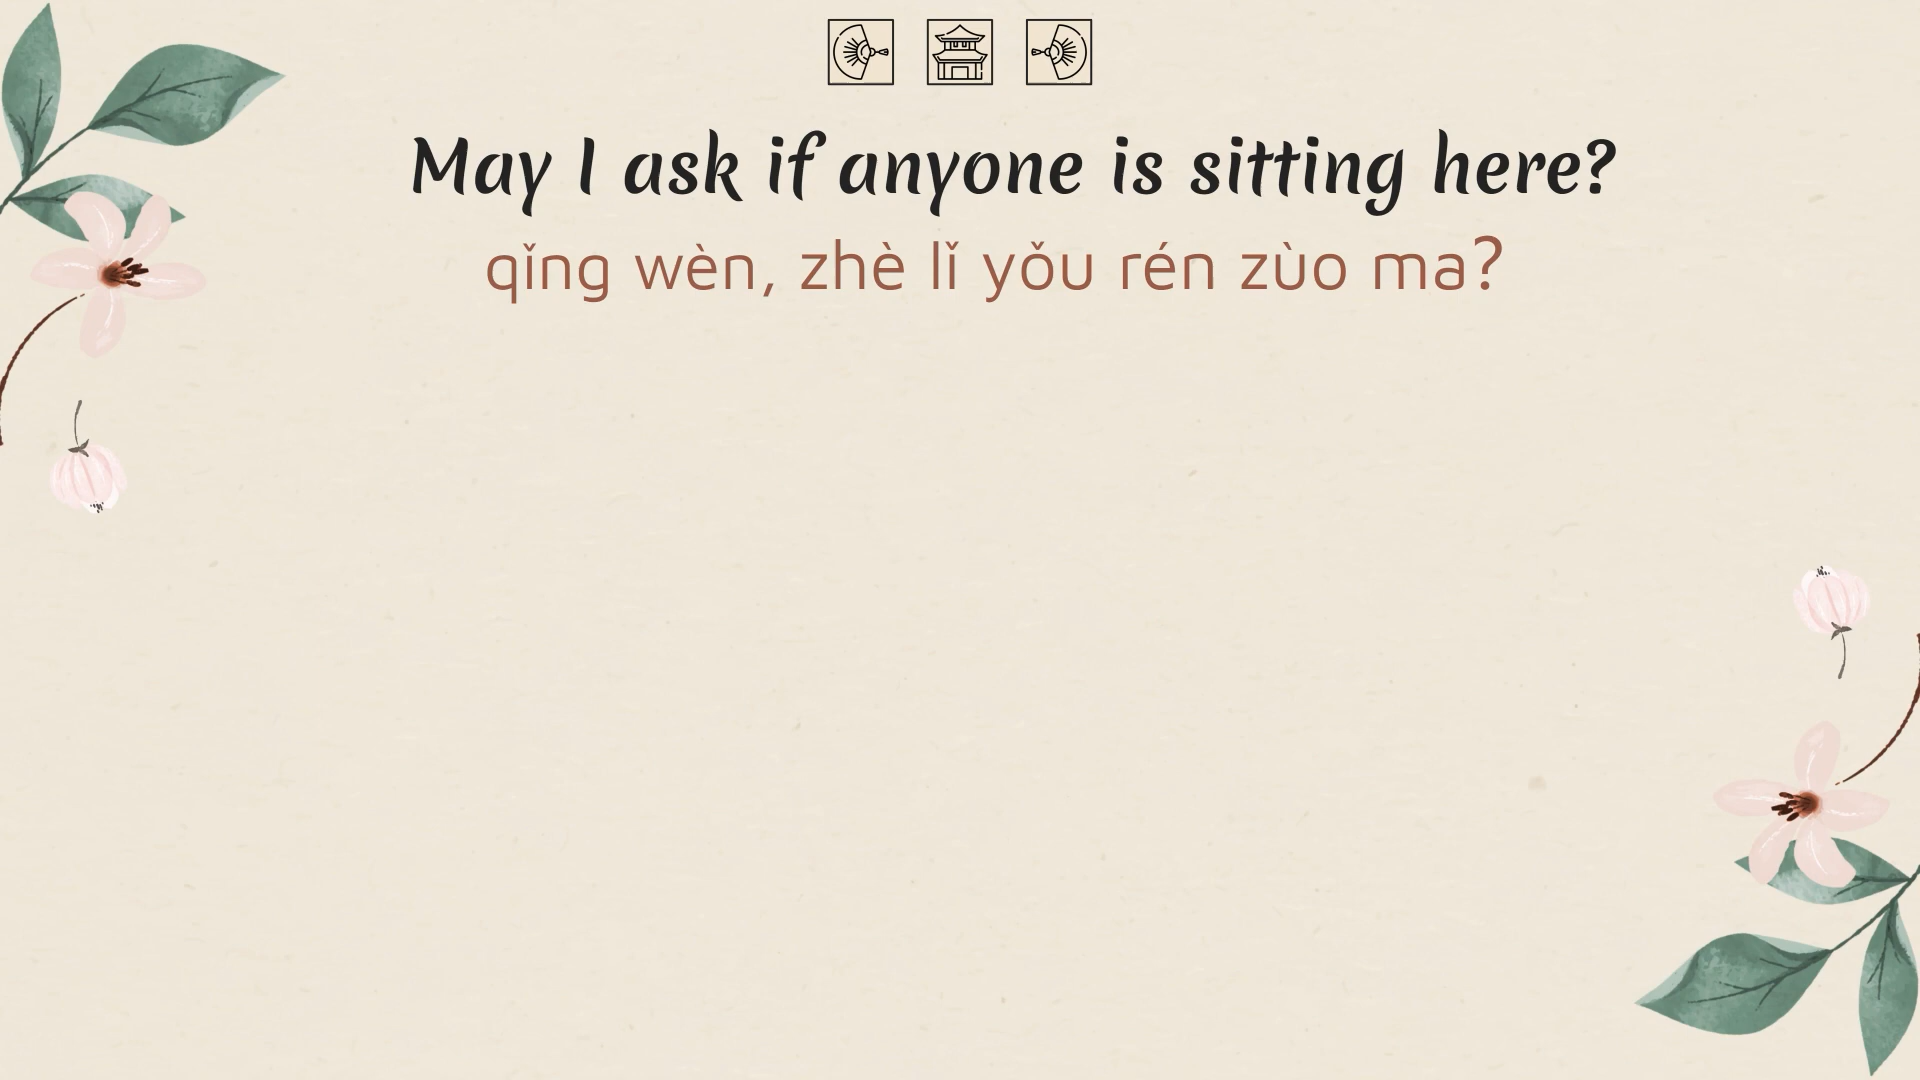 May I ask if anyone is sitting here?
qǐng wèn, zhè lǐ yǒu rén zùo ma?